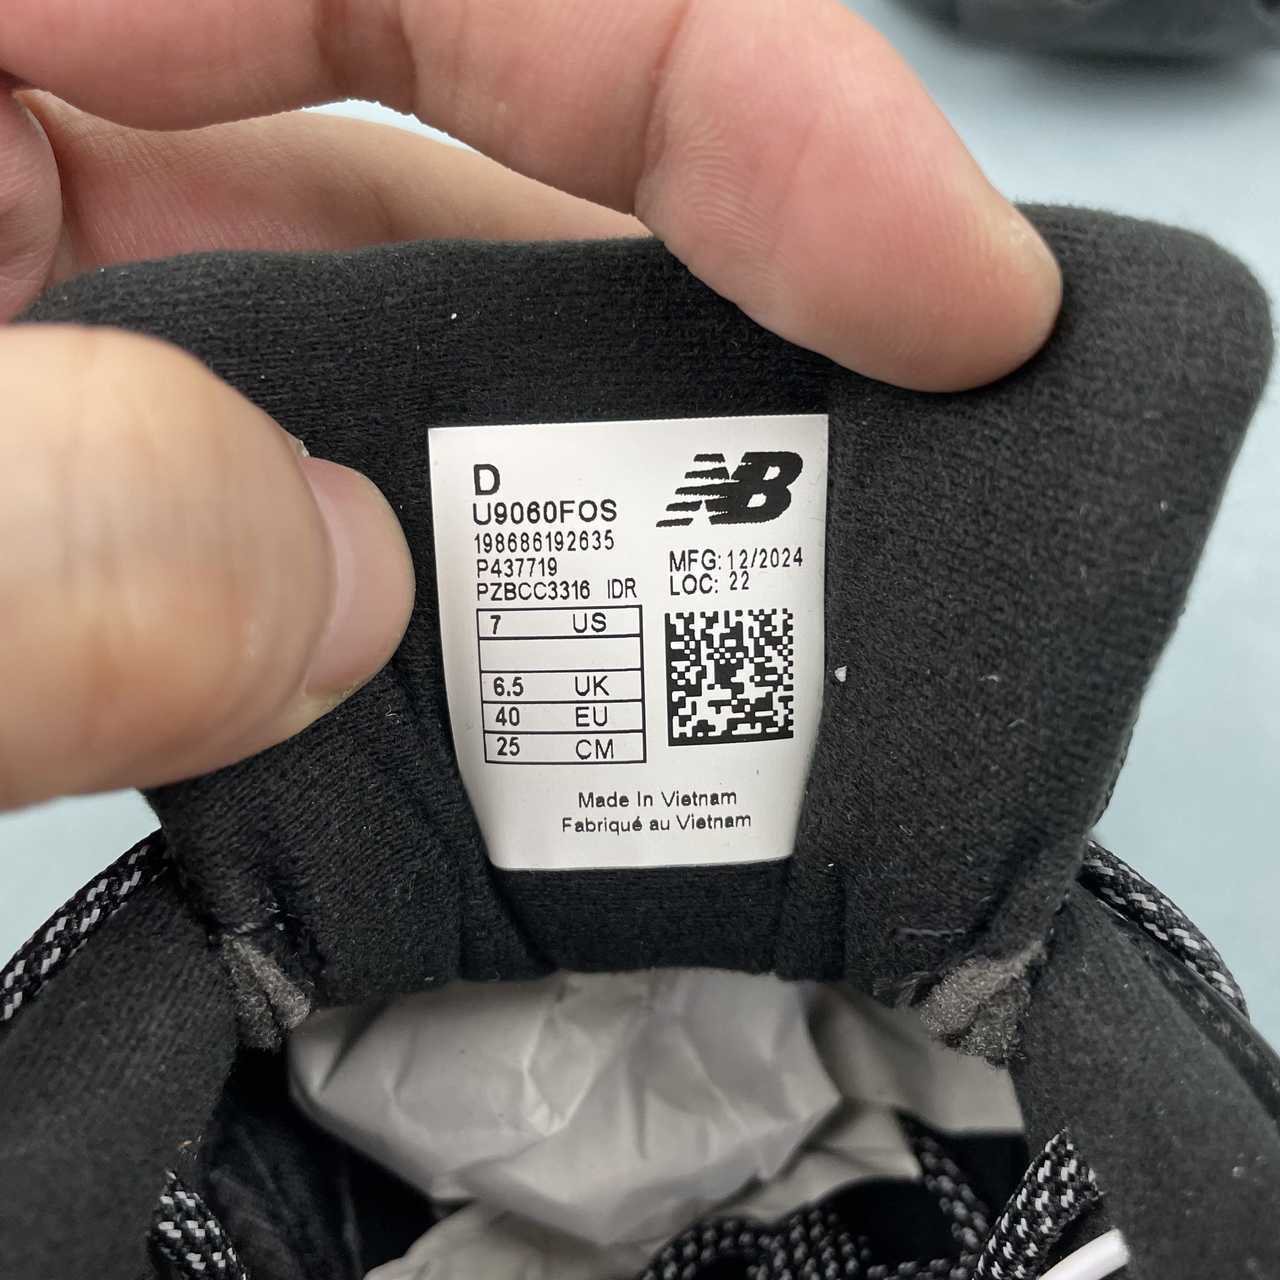 D
U9060FOS
198686192635
P437719
PZBCC3316 IDR
NB
MFG: 12/2024
LOC: 22
7 US
6.5 UK
40 EU
25 CM
Made In Vietnam
Fabriqué au Vietnam